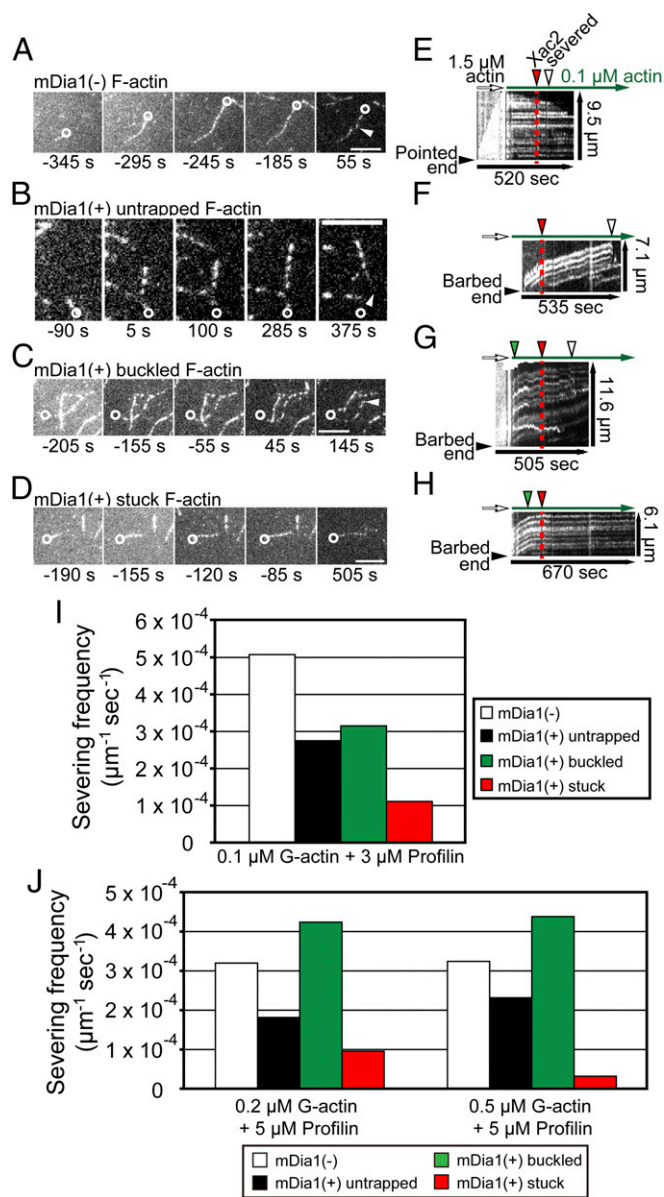 A
mDia1(-) F-actin
-345 s -295 s -245 s -185 s 55 s
B
mDia1(+) untrapped F-actin
-90 s 5 s 100 s 285 s 375 s
C
mDia1(+) buckled F-actin
-205 s -155 s -55 s 45 s 145 s
D
mDia1(+) stuck F-actin
-190 s -155 s -120 s -85 s 505 s
E
Xac2
severed
1.5 µM
actin
0.1 µM actin
9.5 µm
Pointed
end
520 sec
F
7.1 µm
Barbed
end
535 sec
G
11.6 µm
Barbed
end
505 sec
H
6.1 µm
Barbed
end
670 sec
I
Severing frequency
(µm⁻¹ sec⁻¹)
6 x 10⁻⁴
5 x 10⁻⁴
4 x 10⁻⁴
3 x 10⁻⁴
2 x 10⁻⁴
1 x 10⁻⁴
0
0.1 µM G-actin + 3 µM Profilin
mDia1(-)
mDia1(+) untrapped
mDia1(+) buckled
mDia1(+) stuck
J
Severing frequency
(µm⁻¹ sec⁻¹)
5 x 10⁻⁴
4 x 10⁻⁴
3 x 10⁻⁴
2 x 10⁻⁴
1 x 10⁻⁴
0
0.2 µM G-actin
+ 5 µM Profilin
0.5 µM G-actin
+ 5 µM Profilin
mDia1(-)
mDia1(+) untrapped
mDia1(+) buckled
mDia1(+) stuck